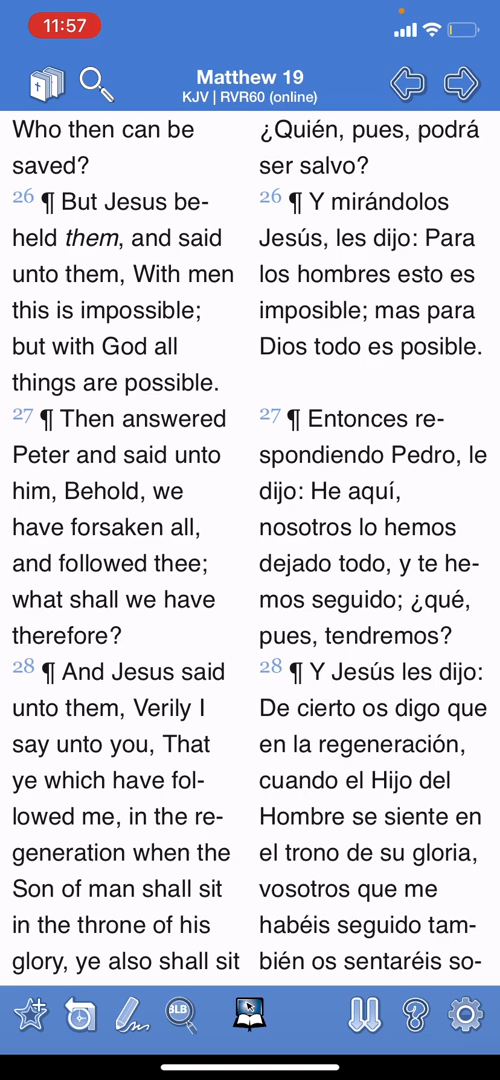 11:57
Matthew 19
KJV | RVR60 (online)
Who then can be
saved?
26 ¶ But Jesus be-
held them, and said
unto them, With men
this is impossible;
but with God all
things are possible.
27 ¶ Then answered
Peter and said unto
him, Behold, we
have forsaken all,
and followed thee;
what shall we have
therefore?
28 ¶ And Jesus said
unto them, Verily I
say unto you, That
ye which have fol-
lowed me, in the re-
generation when the
Son of man shall sit
in the throne of his
glory, ye also shall sit
¿Quién, pues, podrá
ser salvo?
26 ¶ Y mirándolos
Jesús, les dijo: Para
los hombres esto es
imposible; mas para
Dios todo es posible.
27 ¶ Entonces re-
spondiendo Pedro, le
dijo: He aquí,
nosotros lo hemos
dejado todo, y te he-
mos seguido; ¿qué,
pues, tendremos?
28 ¶ Y Jesús les dijo:
De cierto os digo que
en la regeneración,
cuando el Hijo del
Hombre se siente en
el trono de su gloria,
vosotros que me
habéis seguido tam-
bién os sentaréis so-
BLB